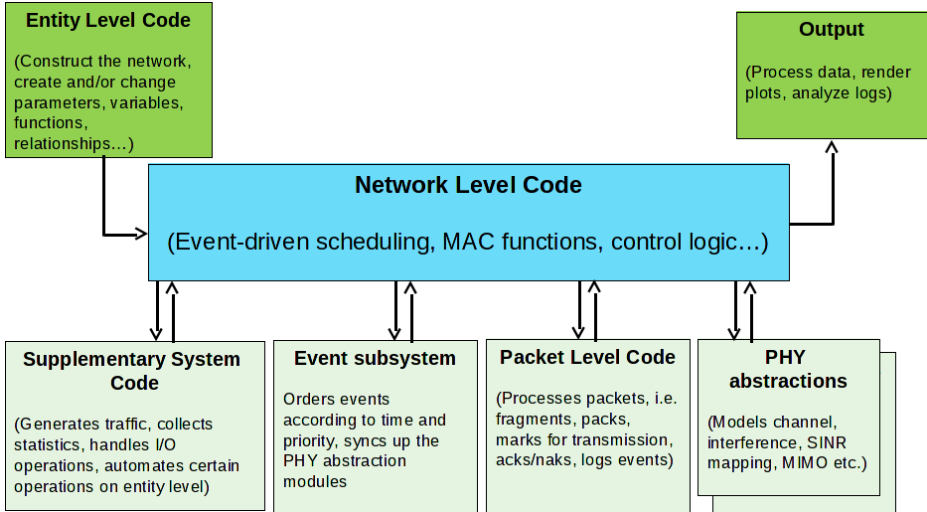 Entity Level Code
(Construct the network,
create and/or change
parameters, variables,
functions,
relationships…)
Output
(Process data, render
plots, analyze logs)
Network Level Code
(Event-driven scheduling, MAC functions, control logic…)
Supplementary System
Code
(Generates traffic, collects
statistics, handles I/O
operations, automates certain
operations on entity level)
Event subsystem
Orders events
according to time and
priority, syncs up the
PHY abstraction
modules
Packet Level Code
(Processes packets, i.e.
fragments, packs,
marks for transmission,
acks/naks, logs events)
PHY
abstractions
(Models channel,
interference, SINR
mapping, MIMO etc.)